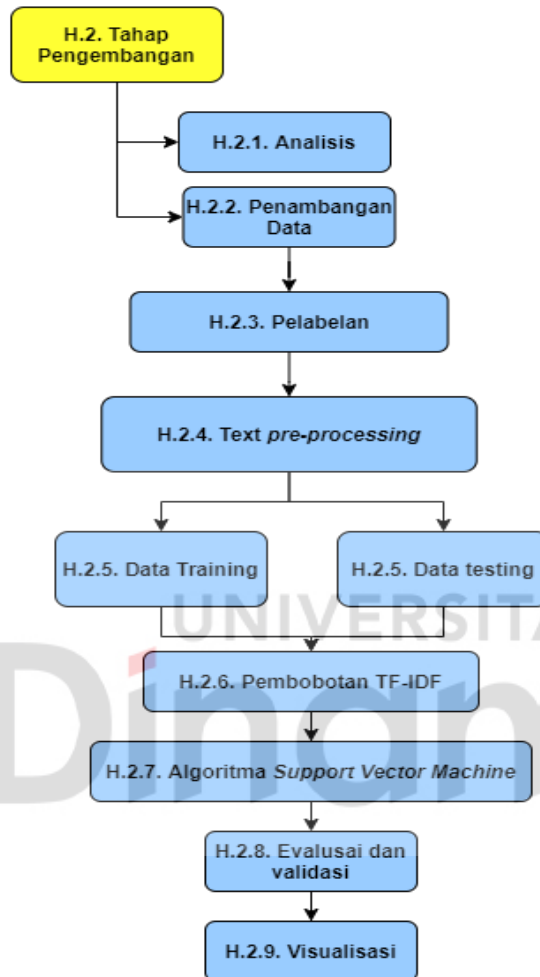 H.2. Tahap
Pengembangan
H.2.1. Analisis
H.2.2. Penambangan
Data
H.2.3. Pelabelan
H.2.4. Text pre-processing
H.2.5. Data Training
H.2.5. Data testing
UNIVERSITA
Dinam
H.2.6. Pembobotan TF-IDF
H.2.7. Algoritma Support Vector Machine
H.2.8. Evalusai dan
validasi
H.2.9. Visualisasi